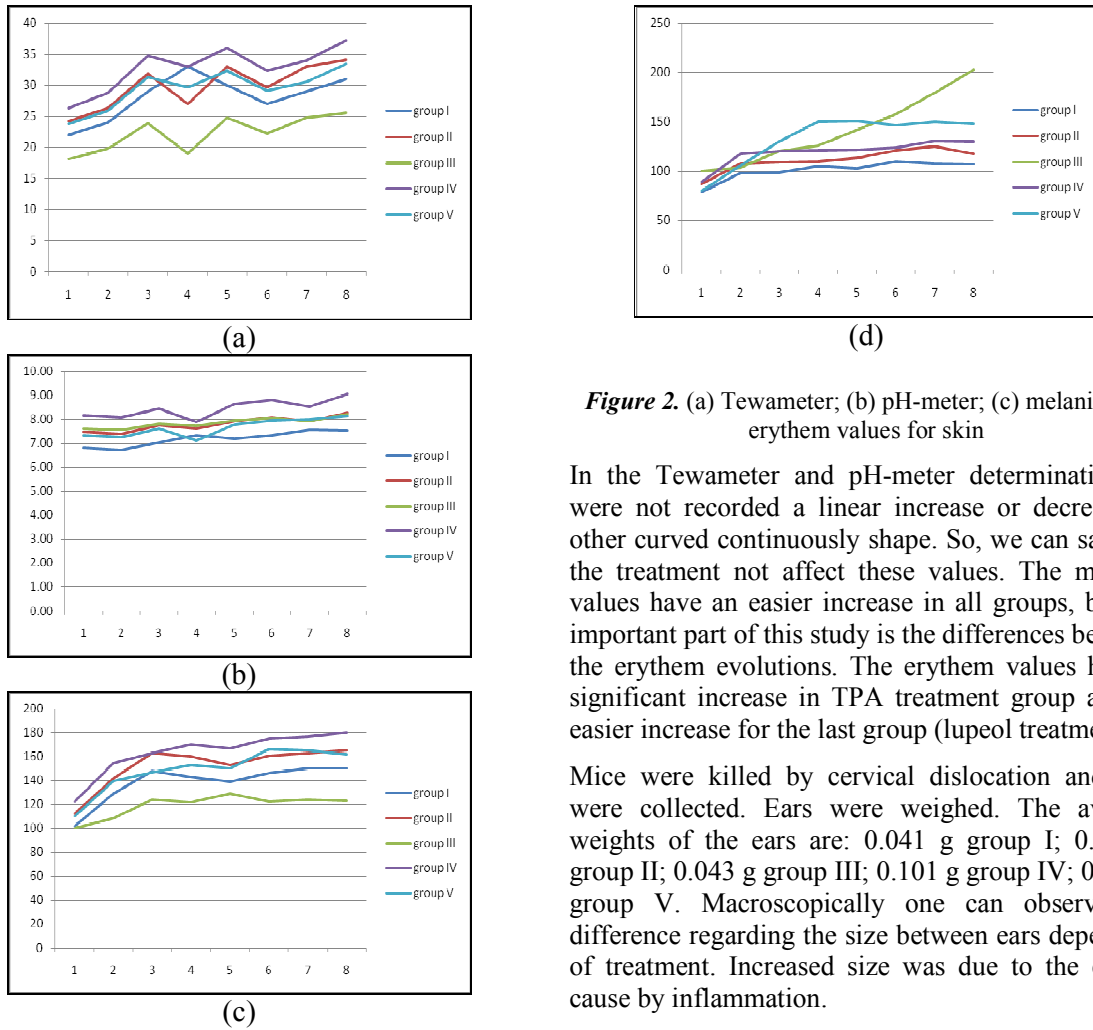 40
35
30
25
20
15
10
5
0
1 2 3 4 5 6 7 8
group I
group II
group III
group IV
group V
(a)
10.00
9.00
8.00
7.00
6.00
5.00
4.00
3.00
2.00
1.00
0.00
1 2 3 4 5 6 7 8
group I
group II
group III
group IV
group V
(b)
200
180
160
140
120
100
80
60
40
20
0
1 2 3 4 5 6 7 8
group I
group II
group III
group IV
group V
(c)
250
200
150
100
50
0
1 2 3 4 5 6 7 8
group I
group II
group III
group IV
group V
(d)
Figure 2. (a) Tewameter; (b) pH-meter; (c) melani
erythem values for skin
In the Tewameter and pH-meter determinati
were not recorded a linear increase or decre
other curved continuously shape. So, we can sa
the treatment not affect these values. The m
values have an easier increase in all groups, b
important part of this study is the differences be
the erythem evolutions. The erythem values h
significant increase in TPA treatment group a
easier increase for the last group (lupeol treatme
Mice were killed by cervical dislocation and
were collected. Ears were weighed. The av
weights of the ears are: 0.041 g group I; 0.
group II; 0.043 g group III; 0.101 g group IV; 0
group V. Macroscopically one can observ
difference regarding the size between ears depe
of treatment. Increased size was due to the
cause by inflammation.